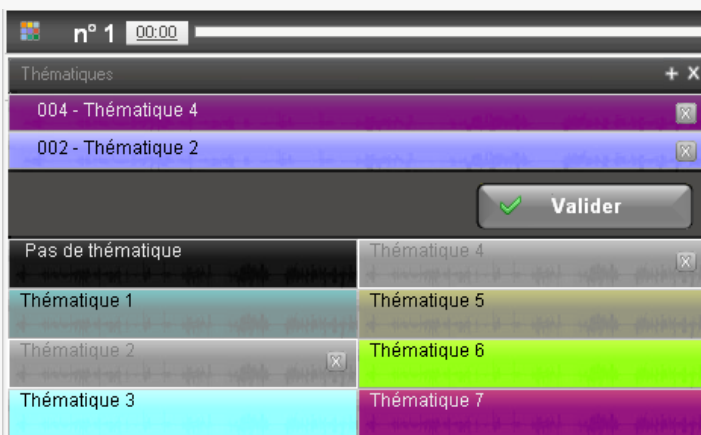 n° 1 00:00
Thématiques + x
004 - Thématique 4 x
002 - Thématique 2 x
Valider
Pas de thématique
Thématique 4 x
Thématique 1
Thématique 5
Thématique 2 x
Thématique 6
Thématique 3
Thématique 7